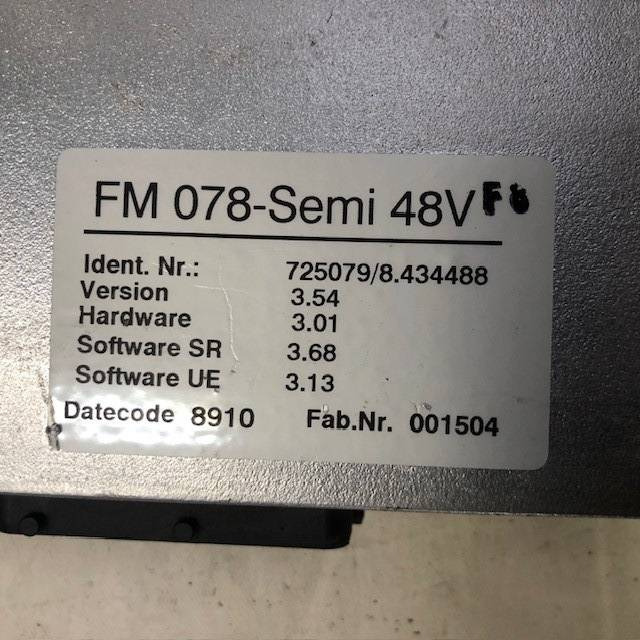 FM 078-Semi 48V F6
Ident. Nr.: 725079/8.434488
Version 3.54
Hardware 3.01
Software SR 3.68
Software UE 3.13
Datecode 8910 Fab.Nr. 001504